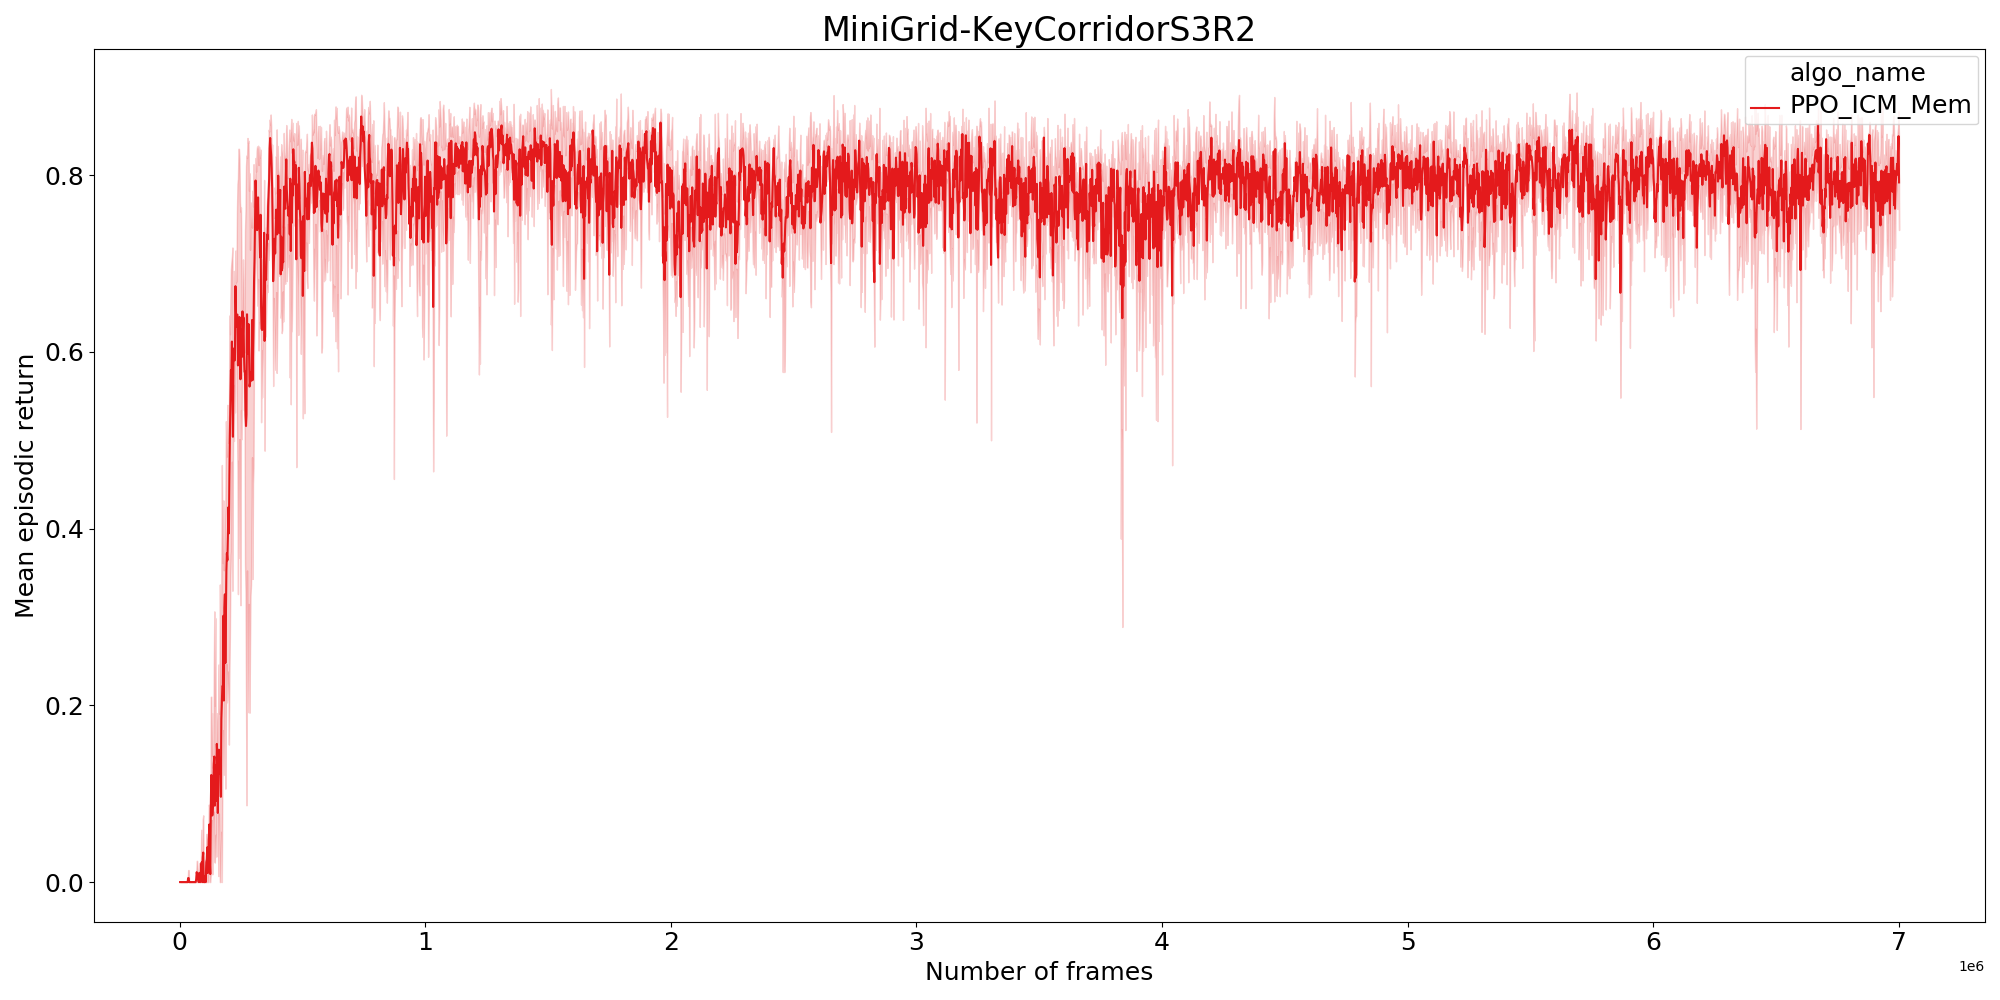 MiniGrid-KeyCorridorS3R2
algo_name
PPO_ICM_Mem
Mean episodic return
0.8
0.6
0.4
0.2
0.0
0 1 2 3 4 5 6 7
Number of frames
1e6